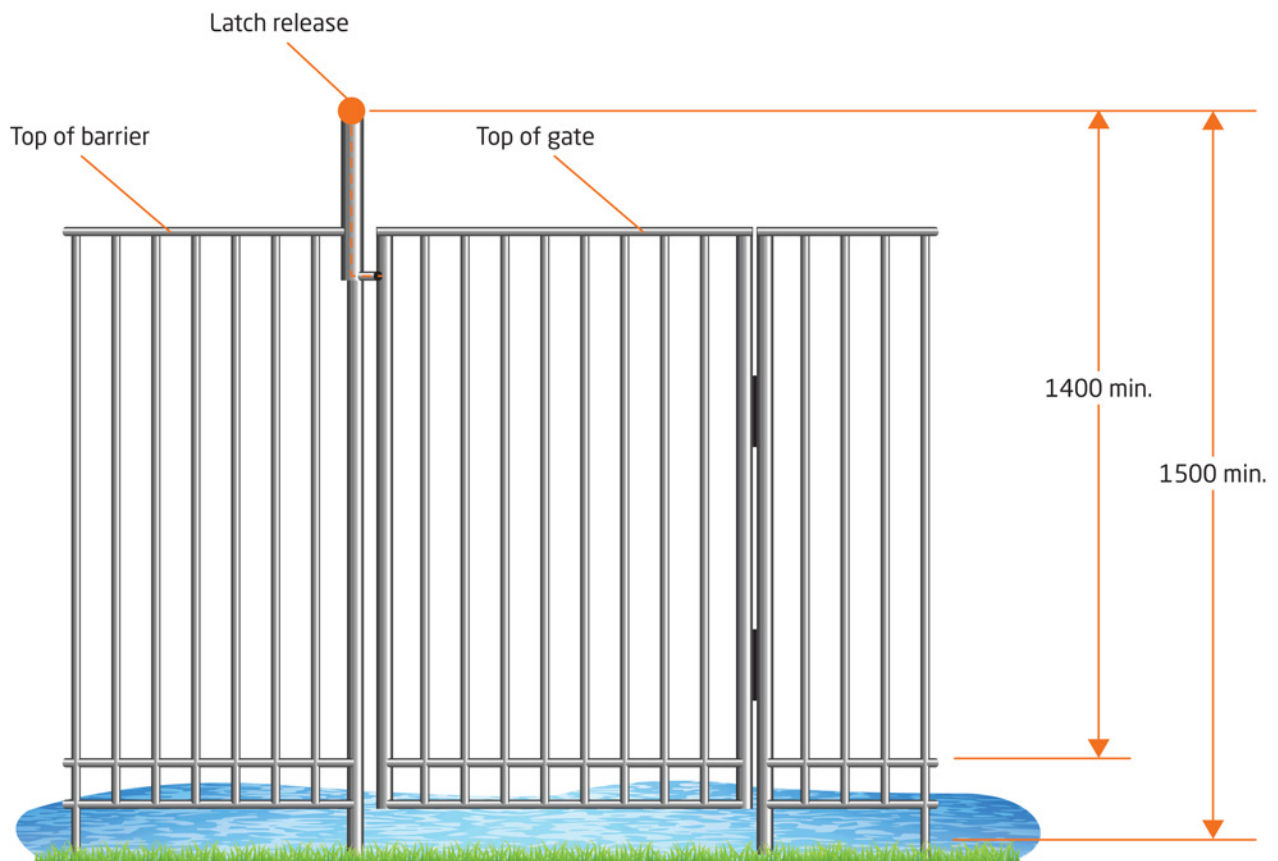 Latch release
Top of barrier
Top of gate
1400 min.
1500 min.